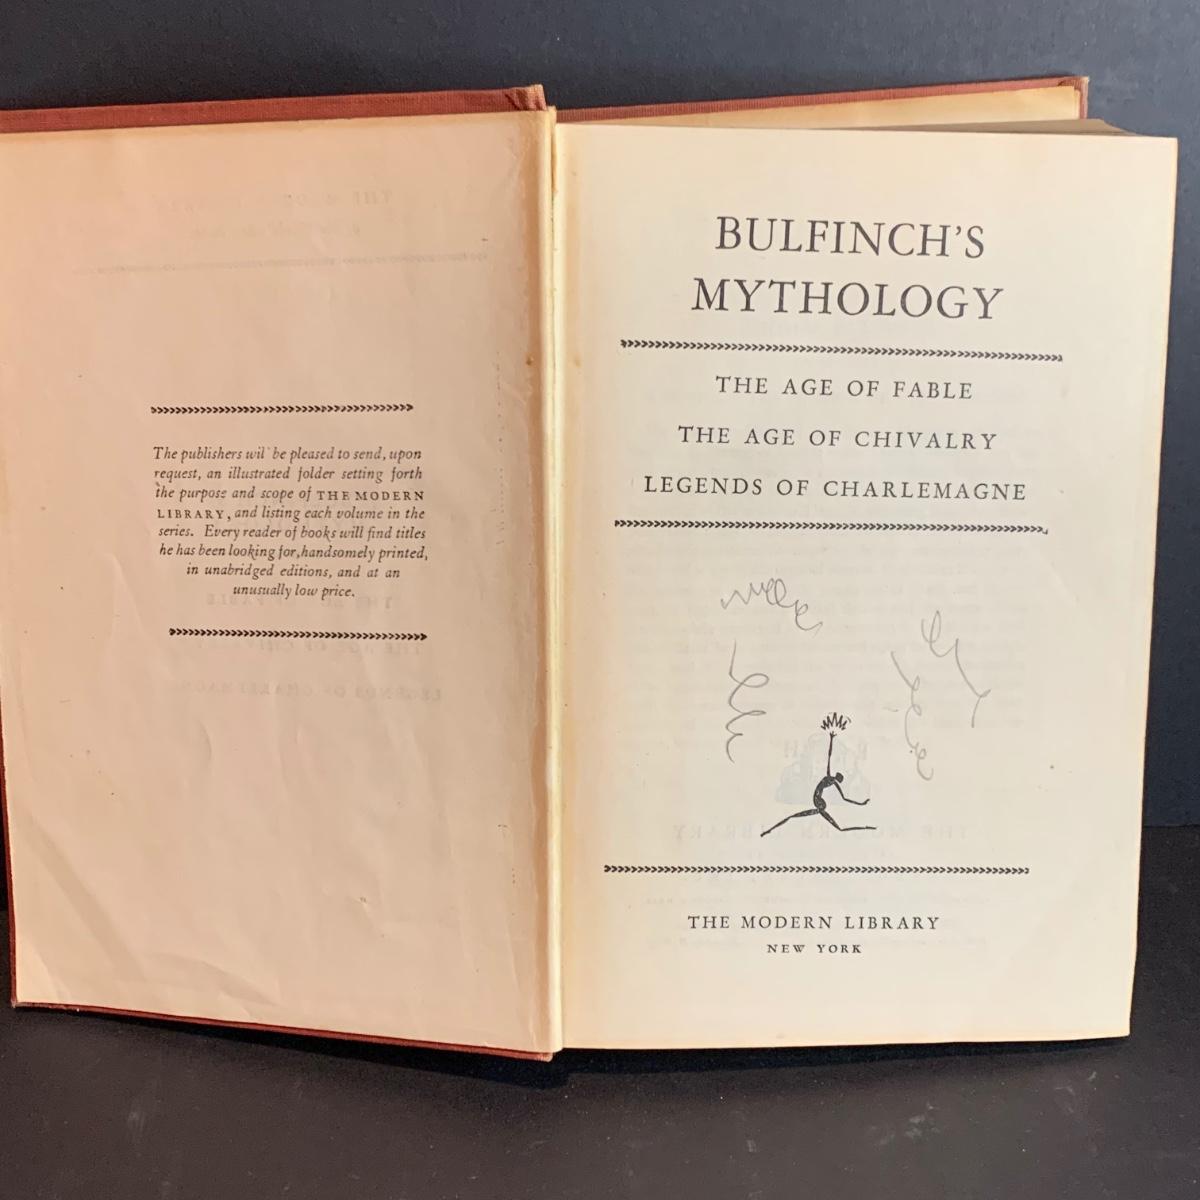 The publishers wil be pleased to send, upon
request, an illustrated folder setting forth
the purpose and scope of THE MODERN
LIBRARY, and listing each volume in the
series. Every reader of books will find titles
he has been looking for, handsomely printed,
in unabridged editions, and at an
unusually low price.
BULFINCH'S
MYTHOLOGY
THE AGE OF FABLE
THE AGE OF CHIVALRY
LEGENDS OF CHARLEMAGNE
THE MODERN LIBRARY
NEW YORK